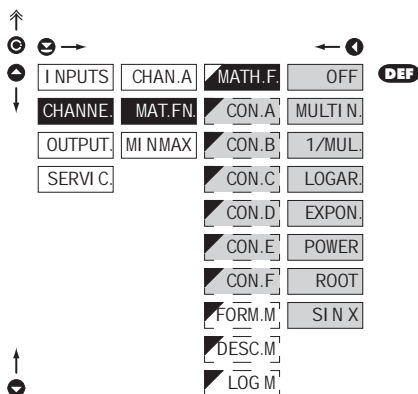 INPUTS CHAN.A MATH.F. OFF DEF
CHANNE. MAT.FN. CON.A MULTIN.
OUTPUT. MINMAX CON.B 1/MUL.
SERVIC. CON.C LOGAR.
CON.D EXPON.
CON.E POWER
CON.F ROOT
FORM.M SIN X
DESC.M
LOG M